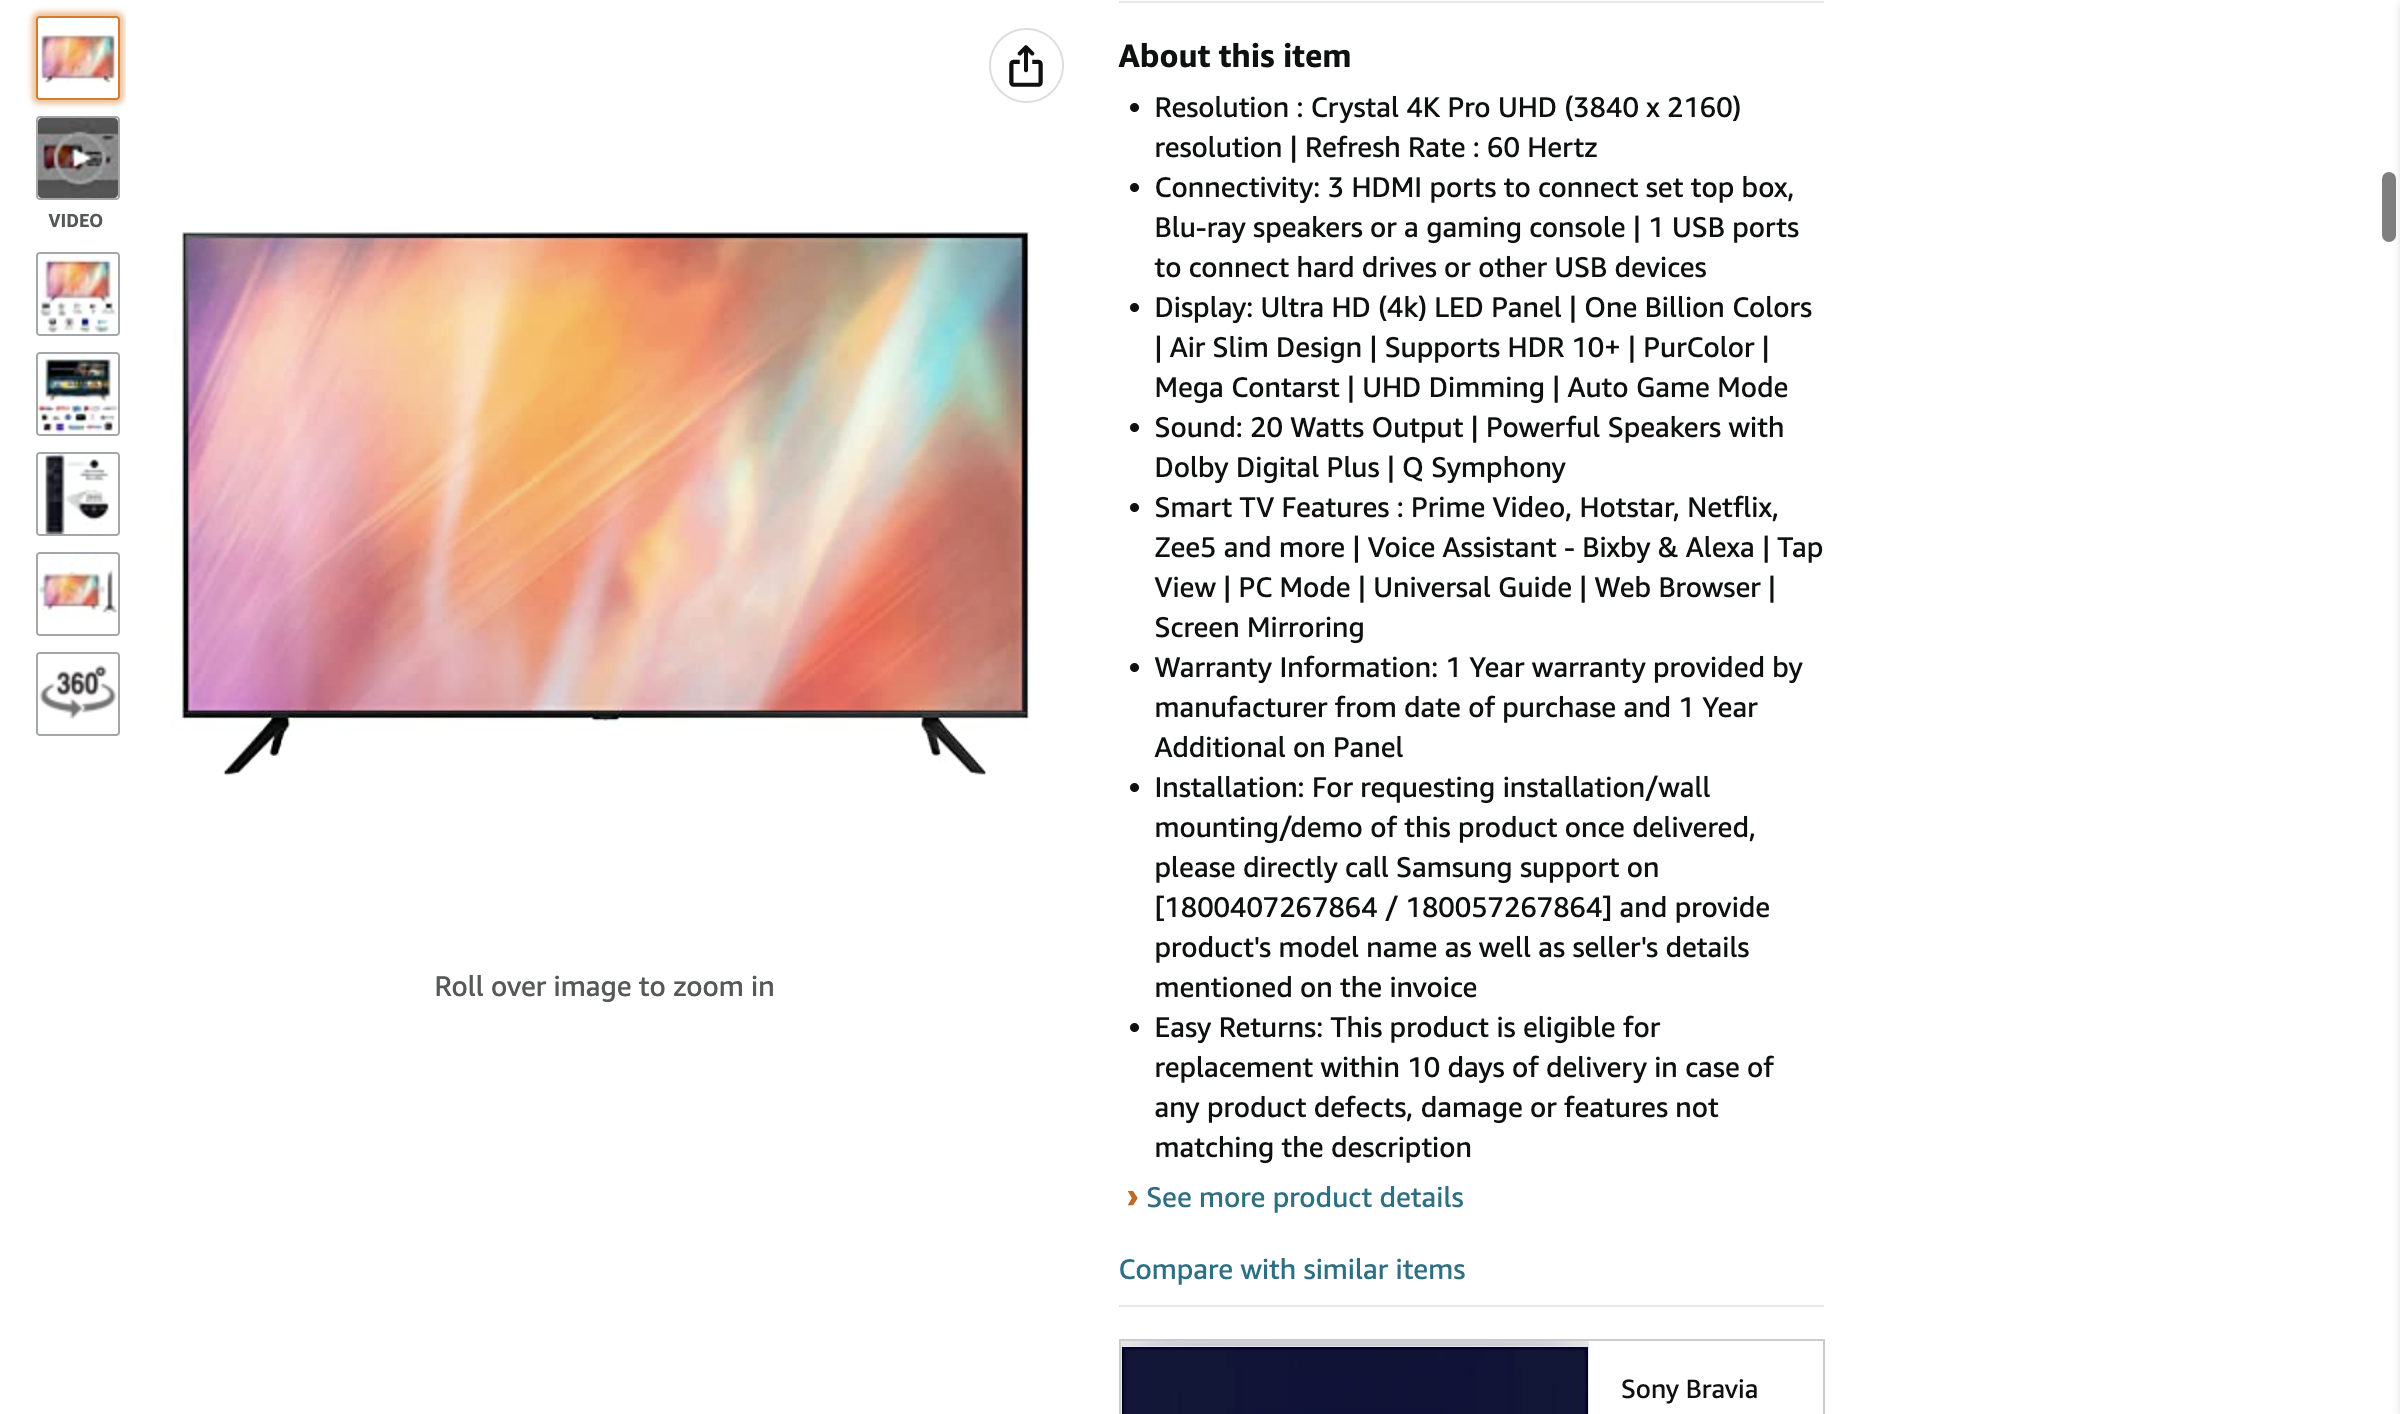 VIDEO
360°
Roll over image to zoom in
About this item
Resolution : Crystal 4K Pro UHD (3840 x 2160)
resolution | Refresh Rate : 60 Hertz
Connectivity: 3 HDMI ports to connect set top box,
Blu-ray speakers or a gaming console | 1 USB ports
to connect hard drives or other USB devices
Display: Ultra HD (4k) LED Panel | One Billion Colors
| Air Slim Design | Supports HDR 10+ | PurColor |
Mega Contarst | UHD Dimming | Auto Game Mode
Sound: 20 Watts Output | Powerful Speakers with
Dolby Digital Plus | Q Symphony
Smart TV Features : Prime Video, Hotstar, Netflix,
Zee5 and more | Voice Assistant - Bixby & Alexa | Tap
View | PC Mode | Universal Guide | Web Browser |
Screen Mirroring
Warranty Information: 1 Year warranty provided by
manufacturer from date of purchase and 1 Year
Additional on Panel
Installation: For requesting installation/wall
mounting/demo of this product once delivered,
please directly call Samsung support on
[1800407267864 / 180057267864] and provide
product's model name as well as seller's details
mentioned on the invoice
Easy Returns: This product is eligible for
replacement within 10 days of delivery in case of
any product defects, damage or features not
matching the description
› See more product details
Compare with similar items
Sony Bravia